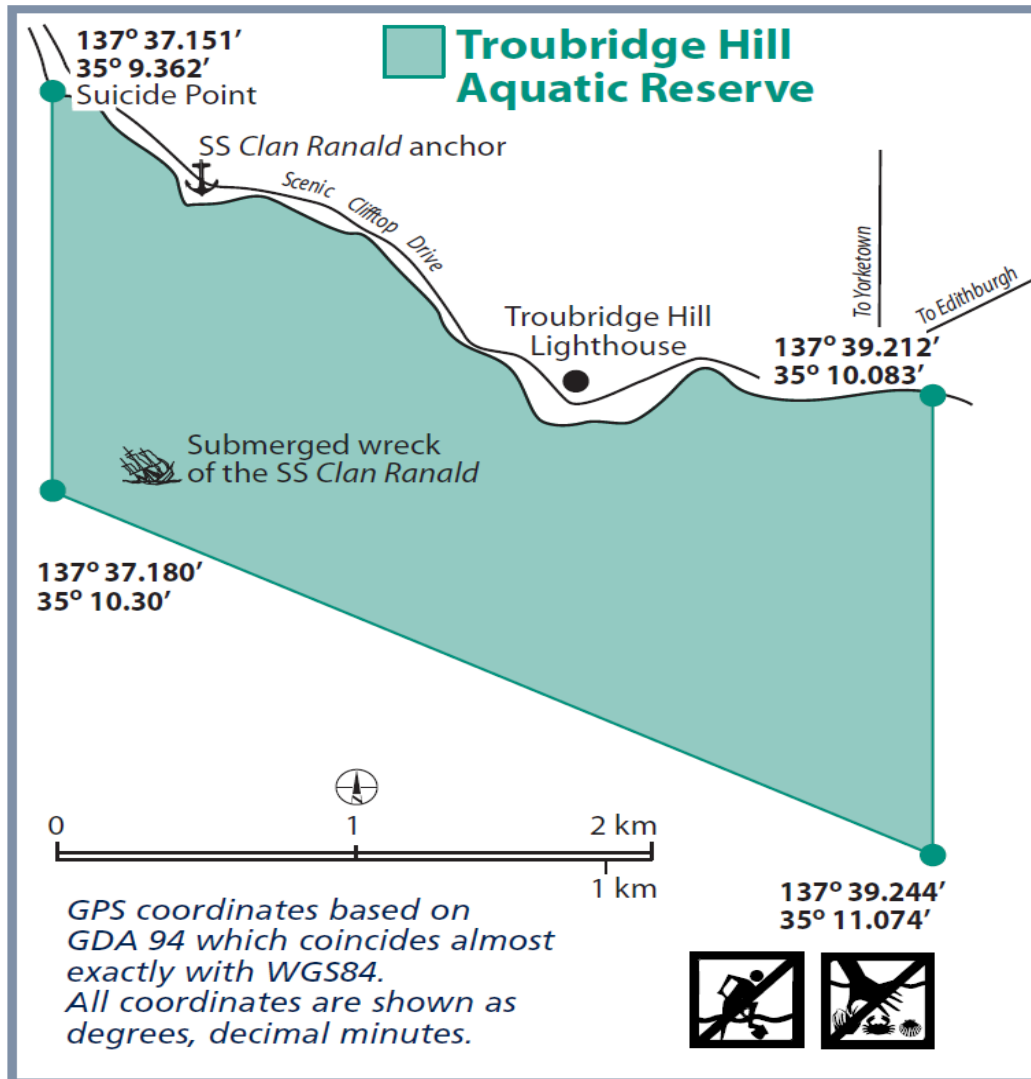 137° 37.151’
35° 9.362’
Suicide Point
Troubridge Hill
Aquatic Reserve
SS Clan Ranald anchor
Scenic Clifftop Drive
To Yorketown
To Edithburgh
Troubridge Hill
Lighthouse
137° 39.212’
35° 10.083’
Submerged wreck
of the SS Clan Ranald
137° 37.180’
35° 10.30’
N
0 1 2 km
1 km
137° 39.244’
35° 11.074’
GPS coordinates based on
GDA 94 which coincides almost
exactly with WGS84.
All coordinates are shown as
degrees, decimal minutes.